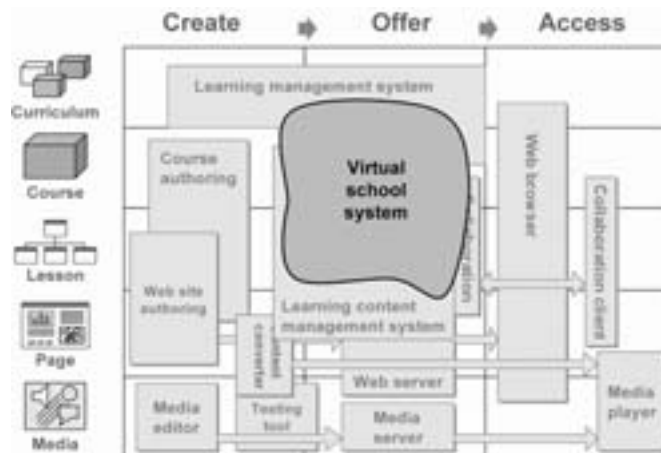 Create Offer Access
Curriculum
Course
Lesson
Page
Media
Learning management system
Course
authoring
Virtual
school
system
Web browser
Collaboration client
Web site
authoring
Learning content
management system
converter
Web server
Media
editor
Testing
tool
Media
server
Media
player